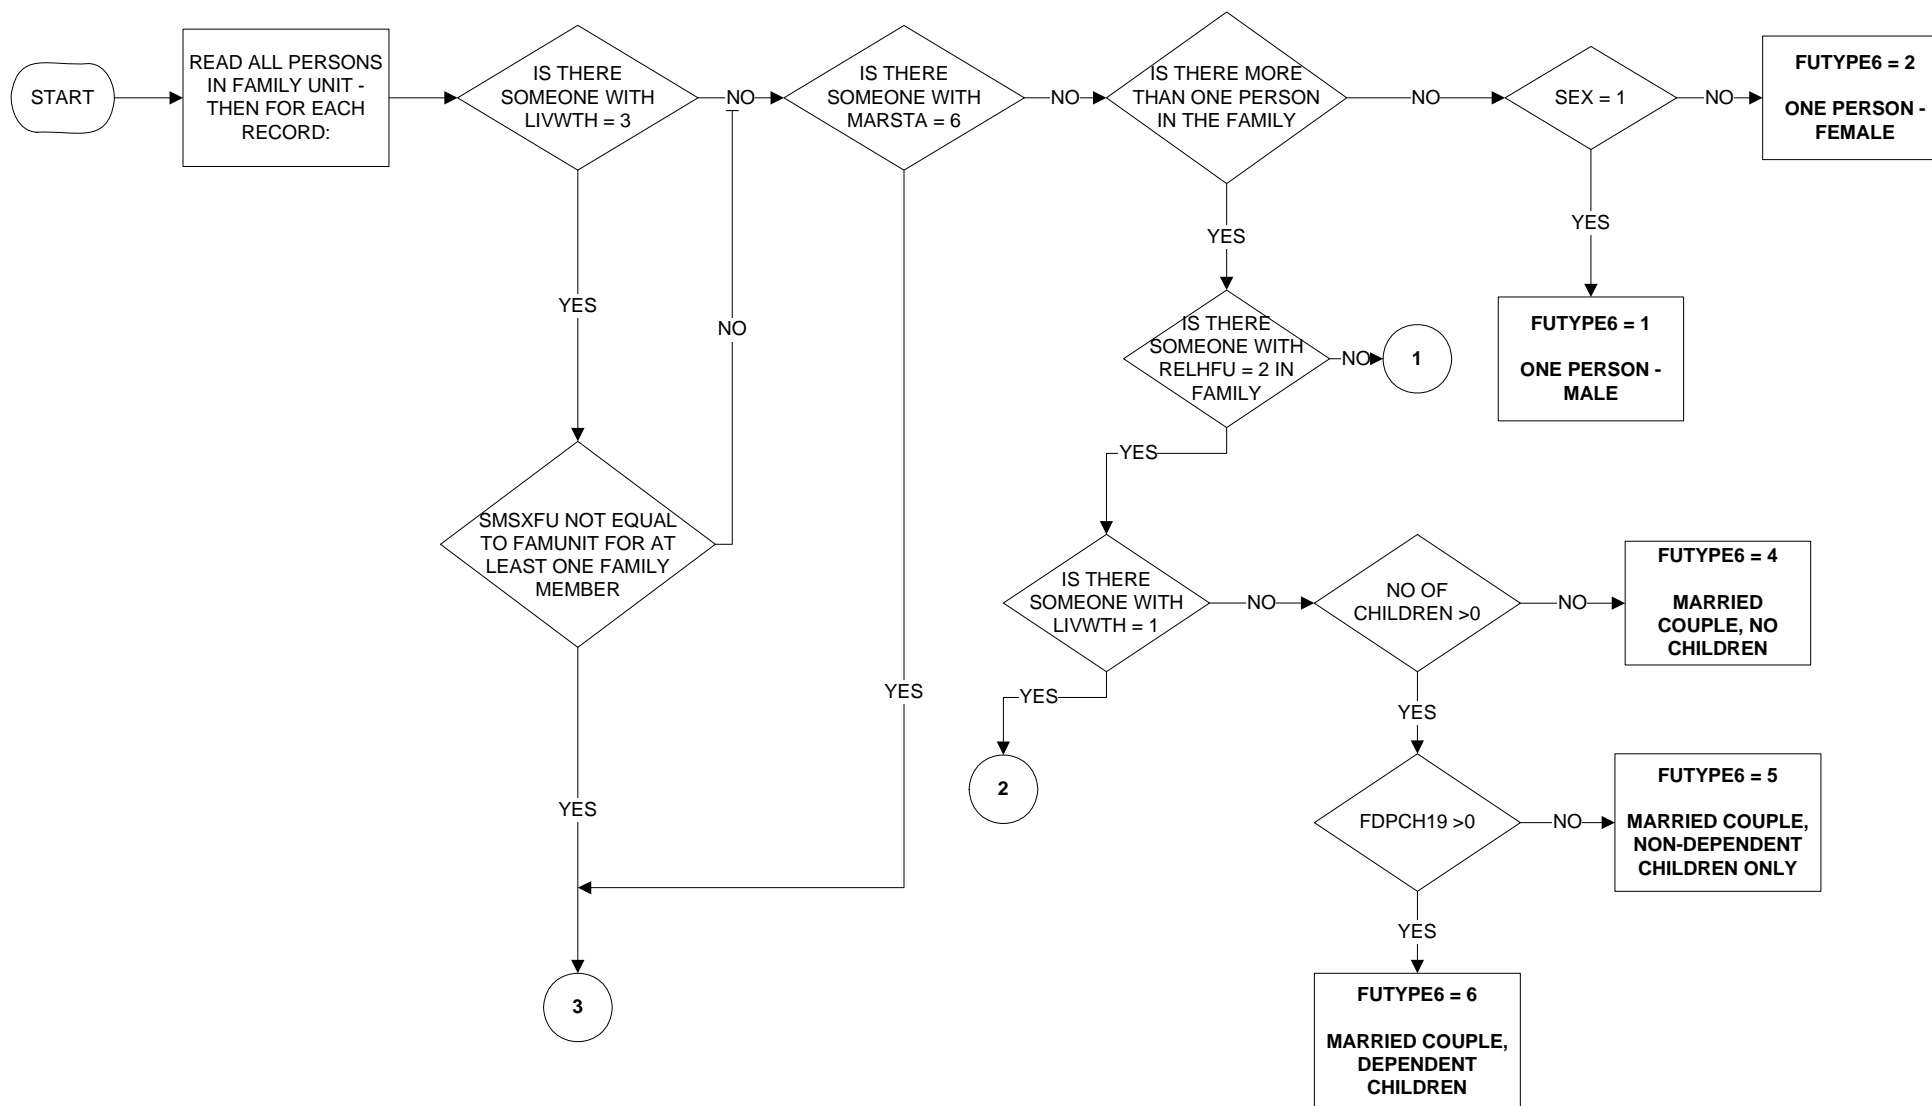 START
READ ALL PERSONS
IN FAMILY UNIT -
THEN FOR EACH
RECORD:
IS THERE
SOMEONE WITH
LIVWTH = 3
NO
IS THERE
SOMEONE WITH
MARSTA = 6
NO
IS THERE MORE
THAN ONE PERSON
IN THE FAMILY
NO
SEX = 1
NO
FUTYPE6 = 2
ONE PERSON -
FEMALE
YES
FUTYPE6 = 1
ONE PERSON -
MALE
YES
IS THERE
SOMEONE WITH
RELHFU = 2 IN
FAMILY
NO
1
YES
NO
YES
SMSXFU NOT EQUAL
TO FAMUNIT FOR AT
LEAST ONE FAMILY
MEMBER
IS THERE
SOMEONE WITH
LIVWTH = 1
NO
NO OF
CHILDREN >0
NO
FUTYPE6 = 4
MARRIED
COUPLE, NO
CHILDREN
YES
YES
2
YES
FDPCH19 >0
NO
FUTYPE6 = 5
MARRIED COUPLE,
NON-DEPENDENT
CHILDREN ONLY
YES
YES
3
FUTYPE6 = 6
MARRIED COUPLE,
DEPENDENT
CHILDREN